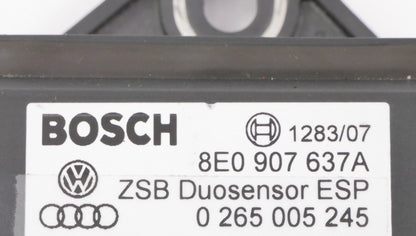 BOSCH 1283/07
8E0 907 637A
ZSB Duosensor ESP
0 265 005 245